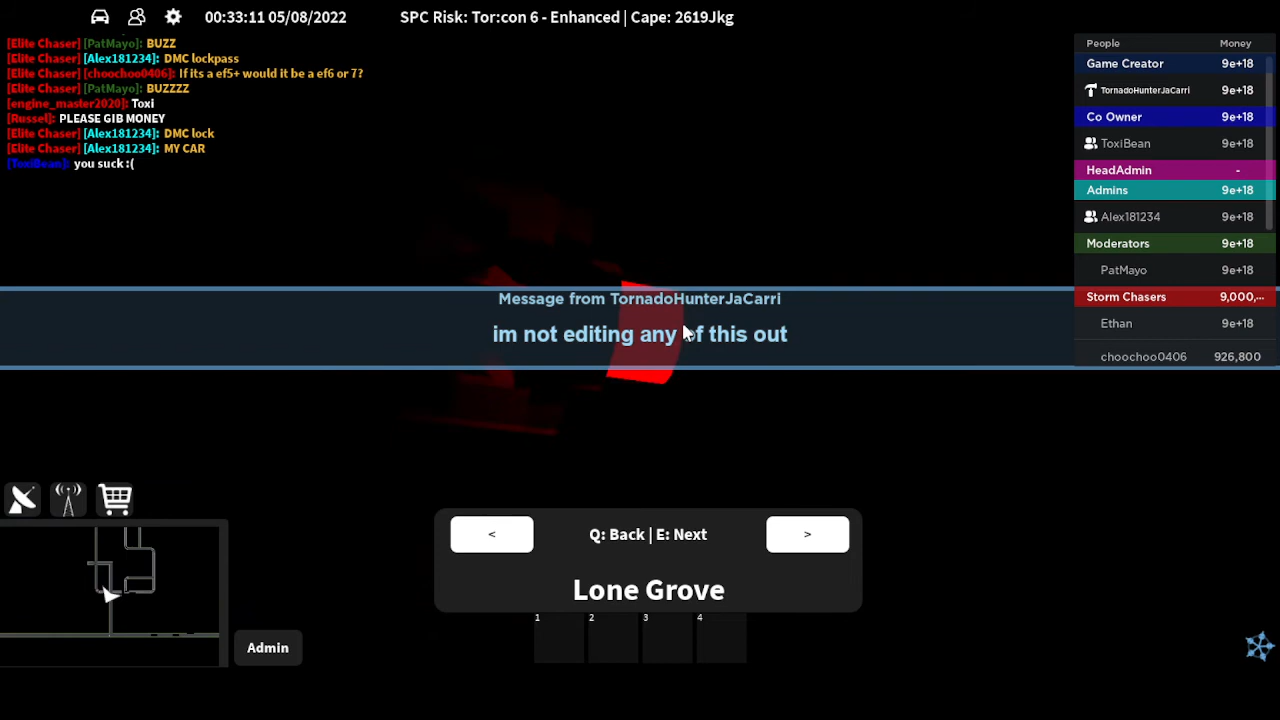 00:33:11 05/08/2022
SPC Risk: Tor:con 6 - Enhanced | Cape: 2619Jkg
[Elite Chaser] [PatMayo]: BUZZ
[Elite Chaser] [Alex181234]: DMC lockpass
[Elite Chaser] [choochoo0406]: If its a ef5+ would it be a ef6 or 7?
[Elite Chaser] [PatMayo]: BUZZZZ
[engine_master2020]: Toxi
[Russel]: PLEASE GIB MONEY
[Elite Chaser] [Alex181234]: DMC lock
[Elite Chaser] [Alex181234]: MY CAR
[ToxiBean]: you suck :(
People Money
Game Creator 9e+18
TornadoHunterJaCarri 9e+18
Co Owner 9e+18
ToxiBean 9e+18
HeadAdmin -
Admins 9e+18
Alex181234 9e+18
Moderators 9e+18
PatMayo 9e+18
Storm Chasers 9,000,...
Ethan 9e+18
choochoo0406 926,800
Message from TornadoHunterJaCarri
im not editing any of this out
< Q: Back | E: Next >
Lone Grove
1 2 3 4
Admin